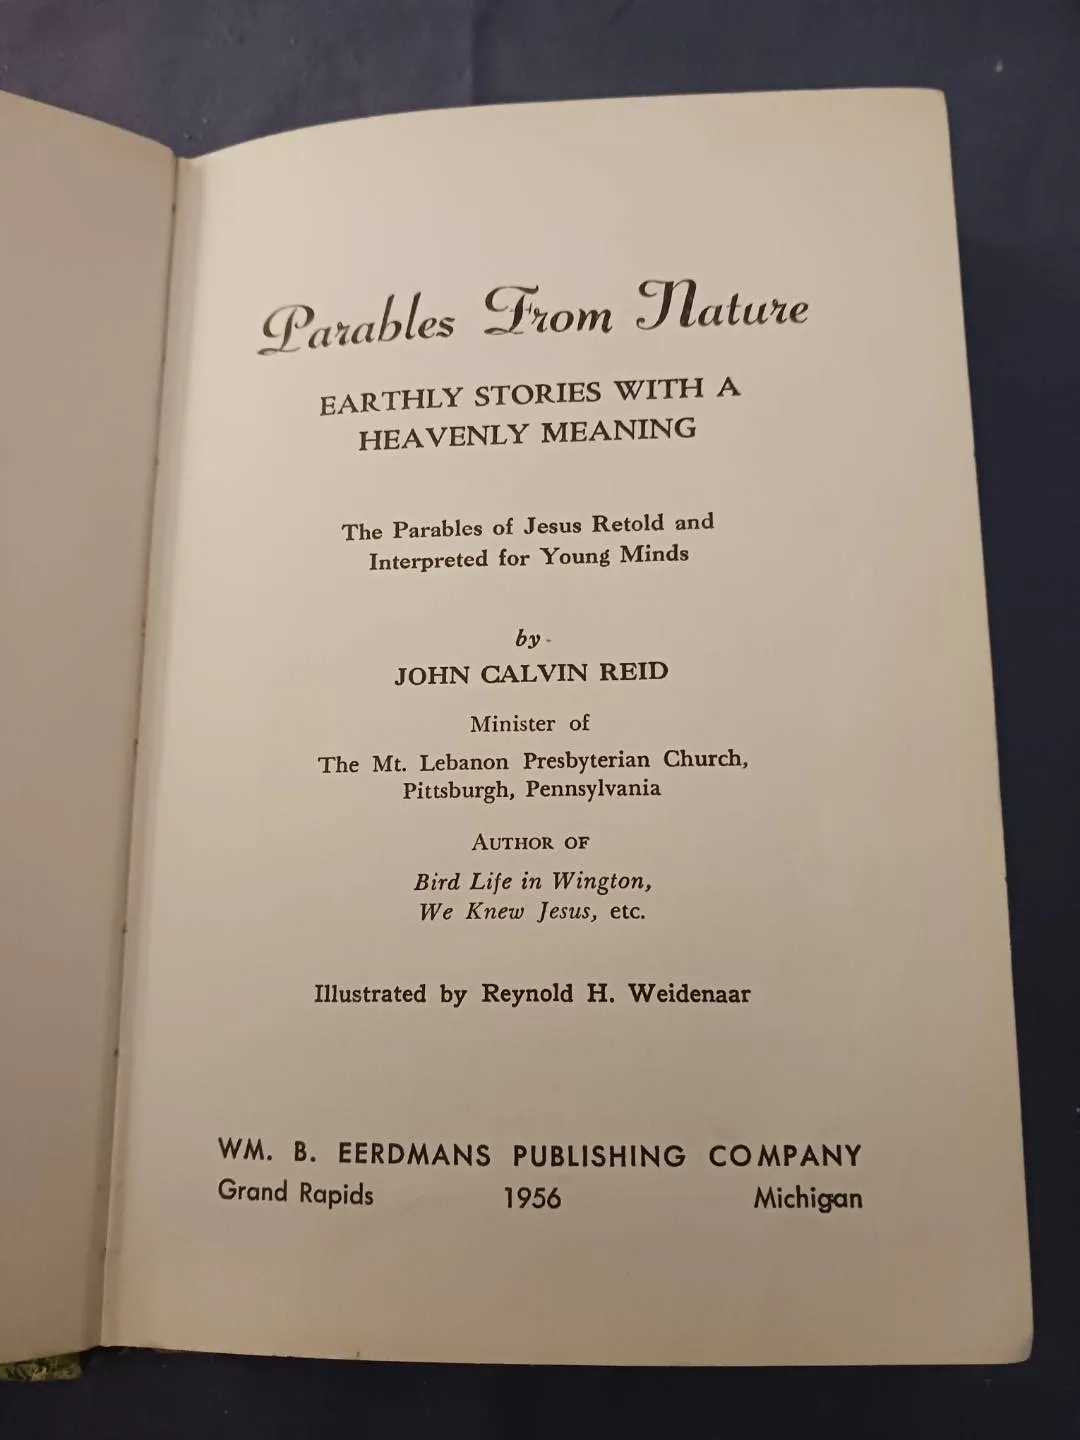 Parables From Nature
EARTHLY STORIES WITH A
HEAVENLY MEANING
The Parables of Jesus Retold and
Interpreted for Young Minds
by
JOHN CALVIN REID
Minister of
The Mt. Lebanon Presbyterian Church,
Pittsburgh, Pennsylvania
AUTHOR OF
Bird Life in Wington,
We Knew Jesus, etc.
Illustrated by Reynold H. Weidenaar
WM. B. EERDMANS PUBLISHING COMPANY
Grand Rapids 1956 Michigan